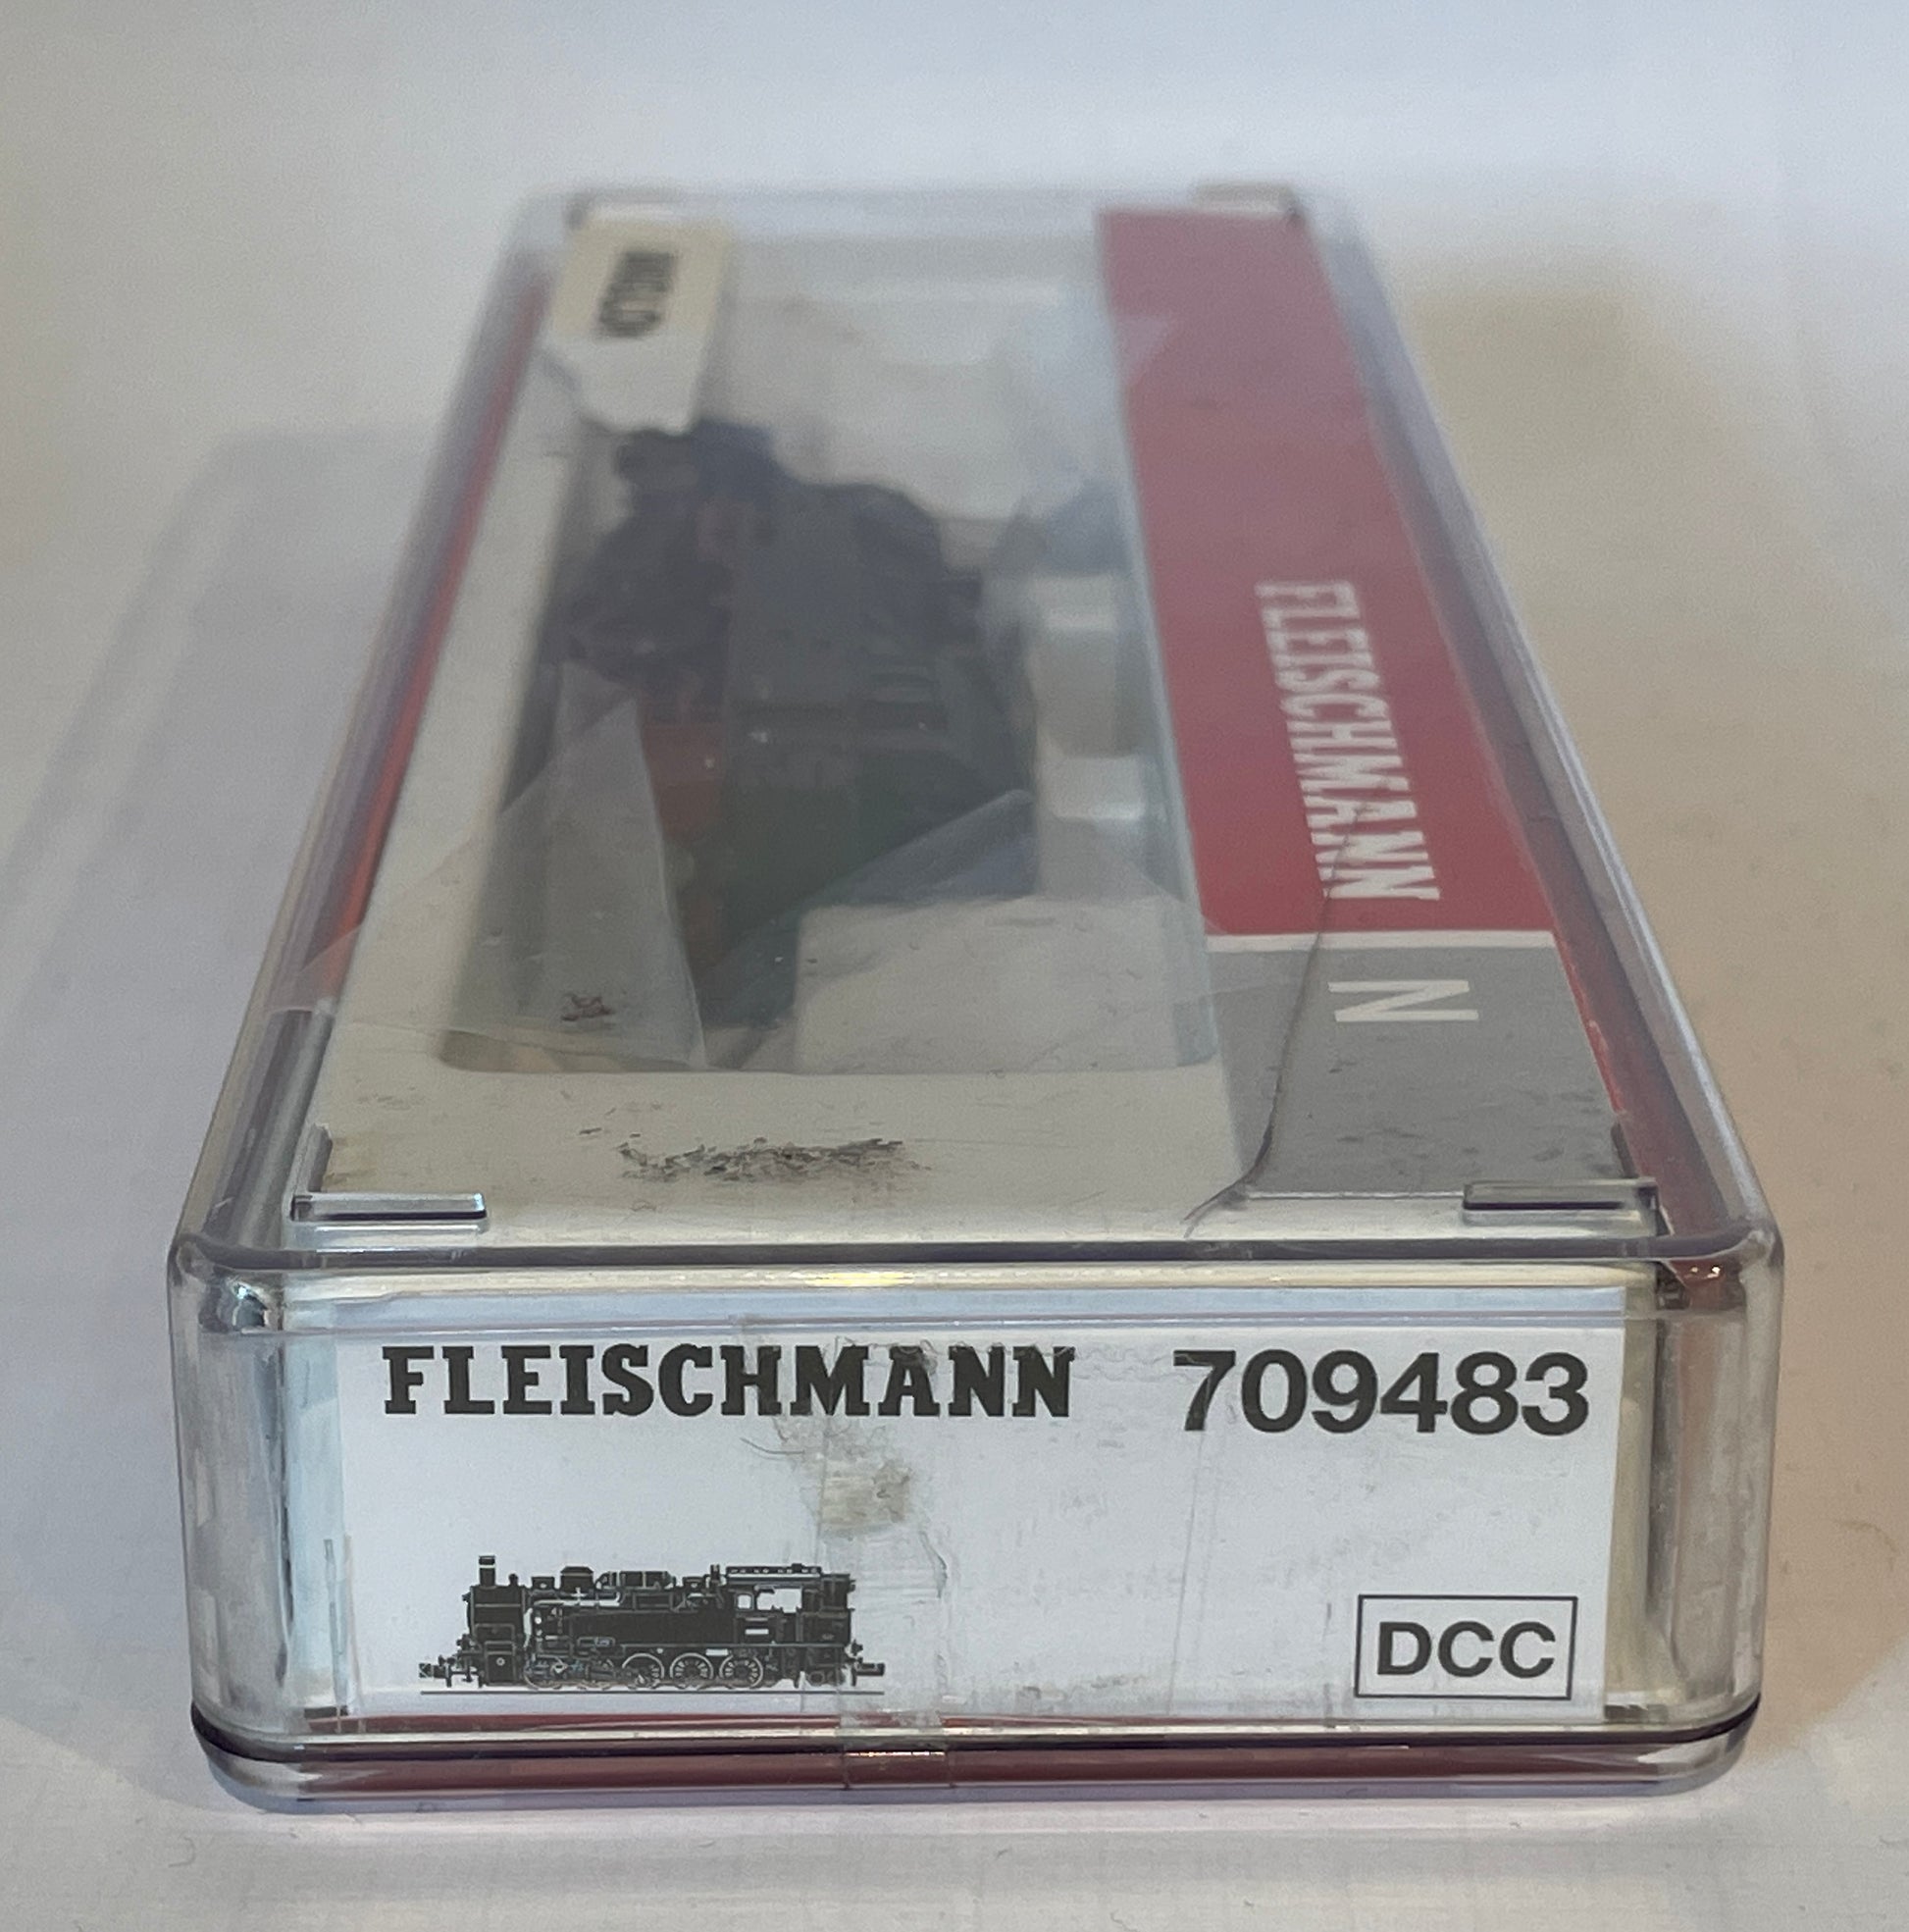 FLEISCHMANN
N
FLEISCHMANN 709483
DCC